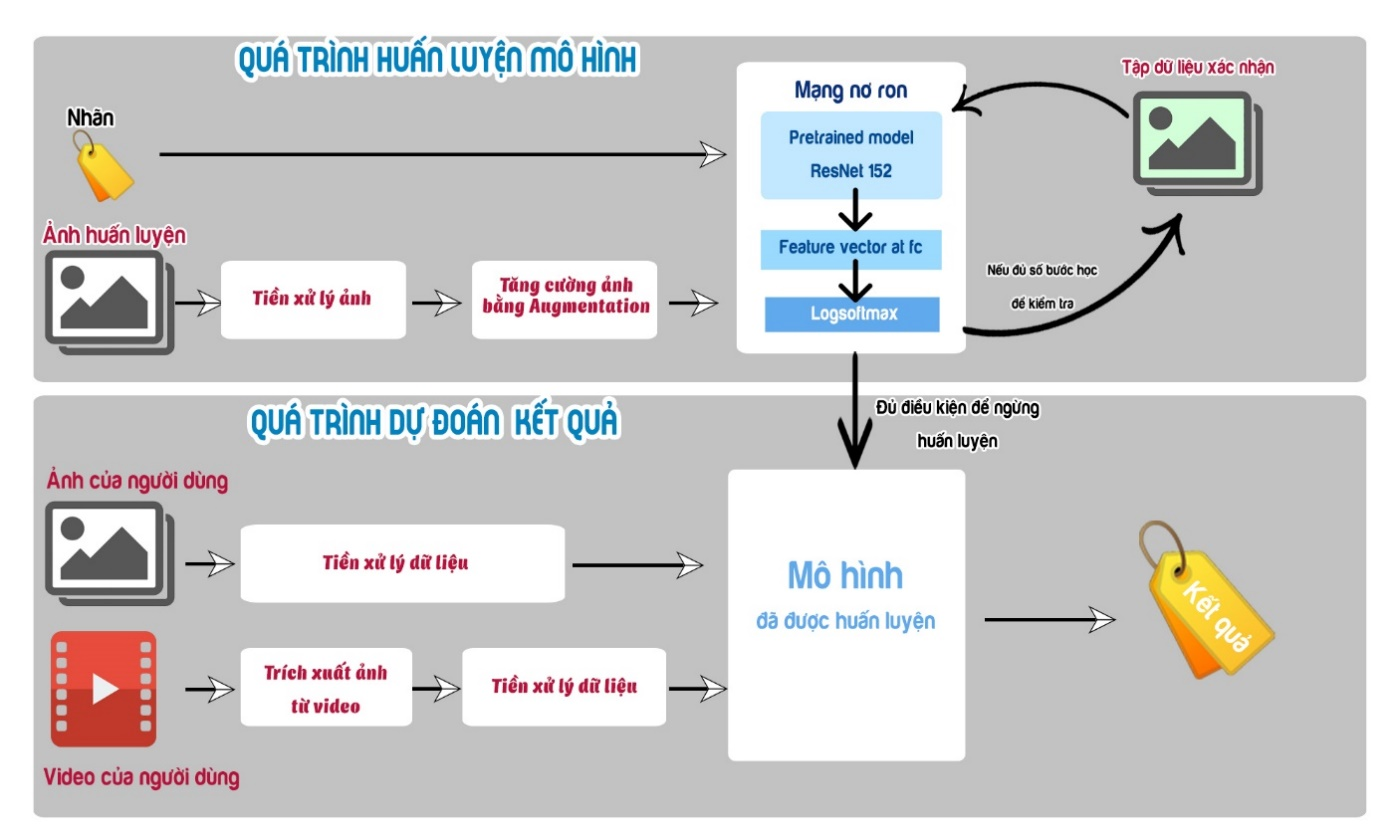 QUÁ TRÌNH HUẤN LUYỆN MÔ HÌNH
Nhãn
Ảnh huấn luyện
Tiền xử lý ảnh
Tăng cường ảnh
bằng Augmentation
Mạng nơ ron
Pretrained model
ResNet 152
Feature vector at fc
Logsoftmax
Tập dữ liệu xác nhận
Nếu đủ số bước học
để kiểm tra
Đủ điều kiện để ngừng
huấn luyện
QUÁ TRÌNH DỰ ĐOÁN KẾT QUẢ
Ảnh của người dùng
Tiền xử lý dữ liệu
Video của người dùng
Trích xuất ảnh
từ video
Tiền xử lý dữ liệu
Mô hình
đã được huấn luyện
Kết quả